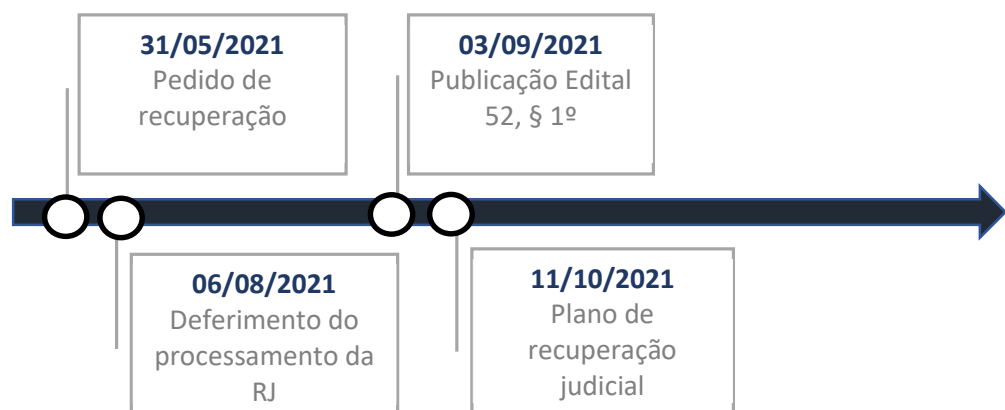 31/05/2021
Pedido de
recuperação
03/09/2021
Publicação Edital
52, § 1º
06/08/2021
Deferimento do
processamento da
RJ
11/10/2021
Plano de
recuperação
judicial